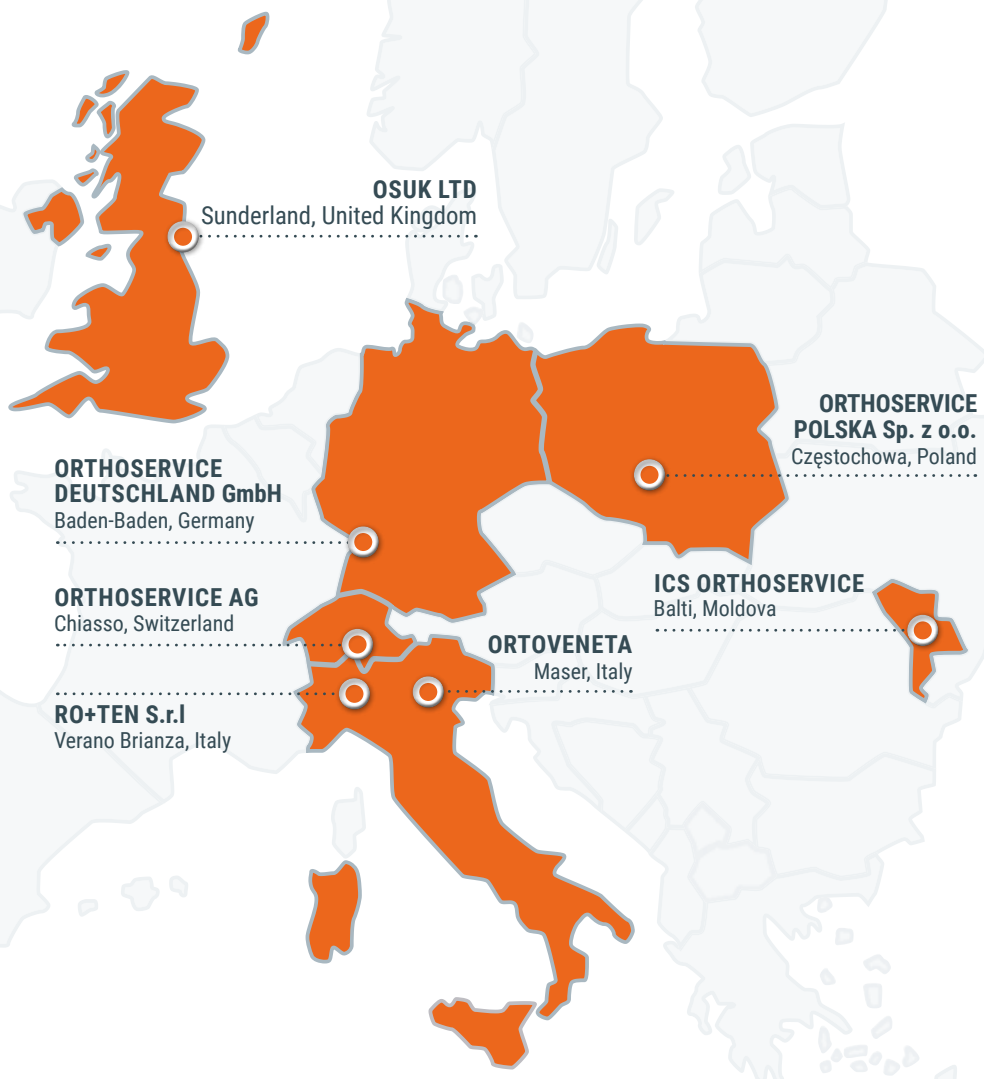 OSUK LTD
Sunderland, United Kingdom
ORTHOSERVICE
POLSKA Sp. z o.o.
Częstochowa, Poland
ORTHOSERVICE
DEUTSCHLAND GmbH
Baden-Baden, Germany
ICS ORTHOSERVICE
Balti, Moldova
ORTHOSERVICE AG
Chiasso, Switzerland
ORTOVENETA
Maser, Italy
RO+TEN S.r.l
Verano Brianza, Italy